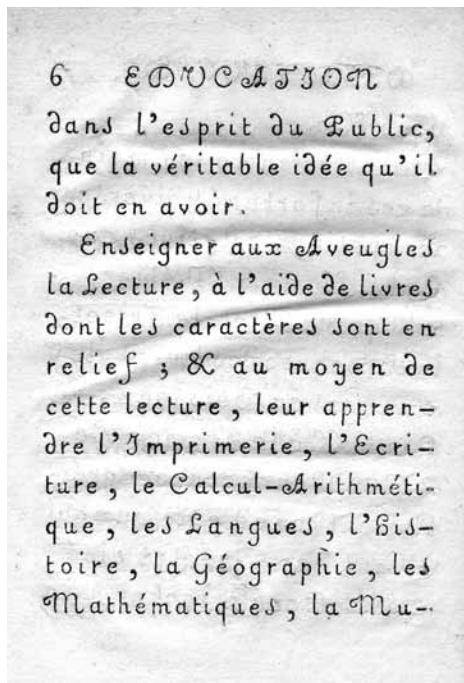 6 EDUCATION
dans l'esprit du Public,
que la véritable idée qu'il
doit en avoir.
Enseigner aux Aveugles
la Lecture, à l'aide de livres
dont les caractères sont en
relief ; & au moyen de
cette lecture, leur appren-
dre l'Imprimerie, l'Ecri-
ture, le Calcul-Arithméti-
que, les Langues, l'His-
toire, la Géographie, les
Mathématiques, la Mu-